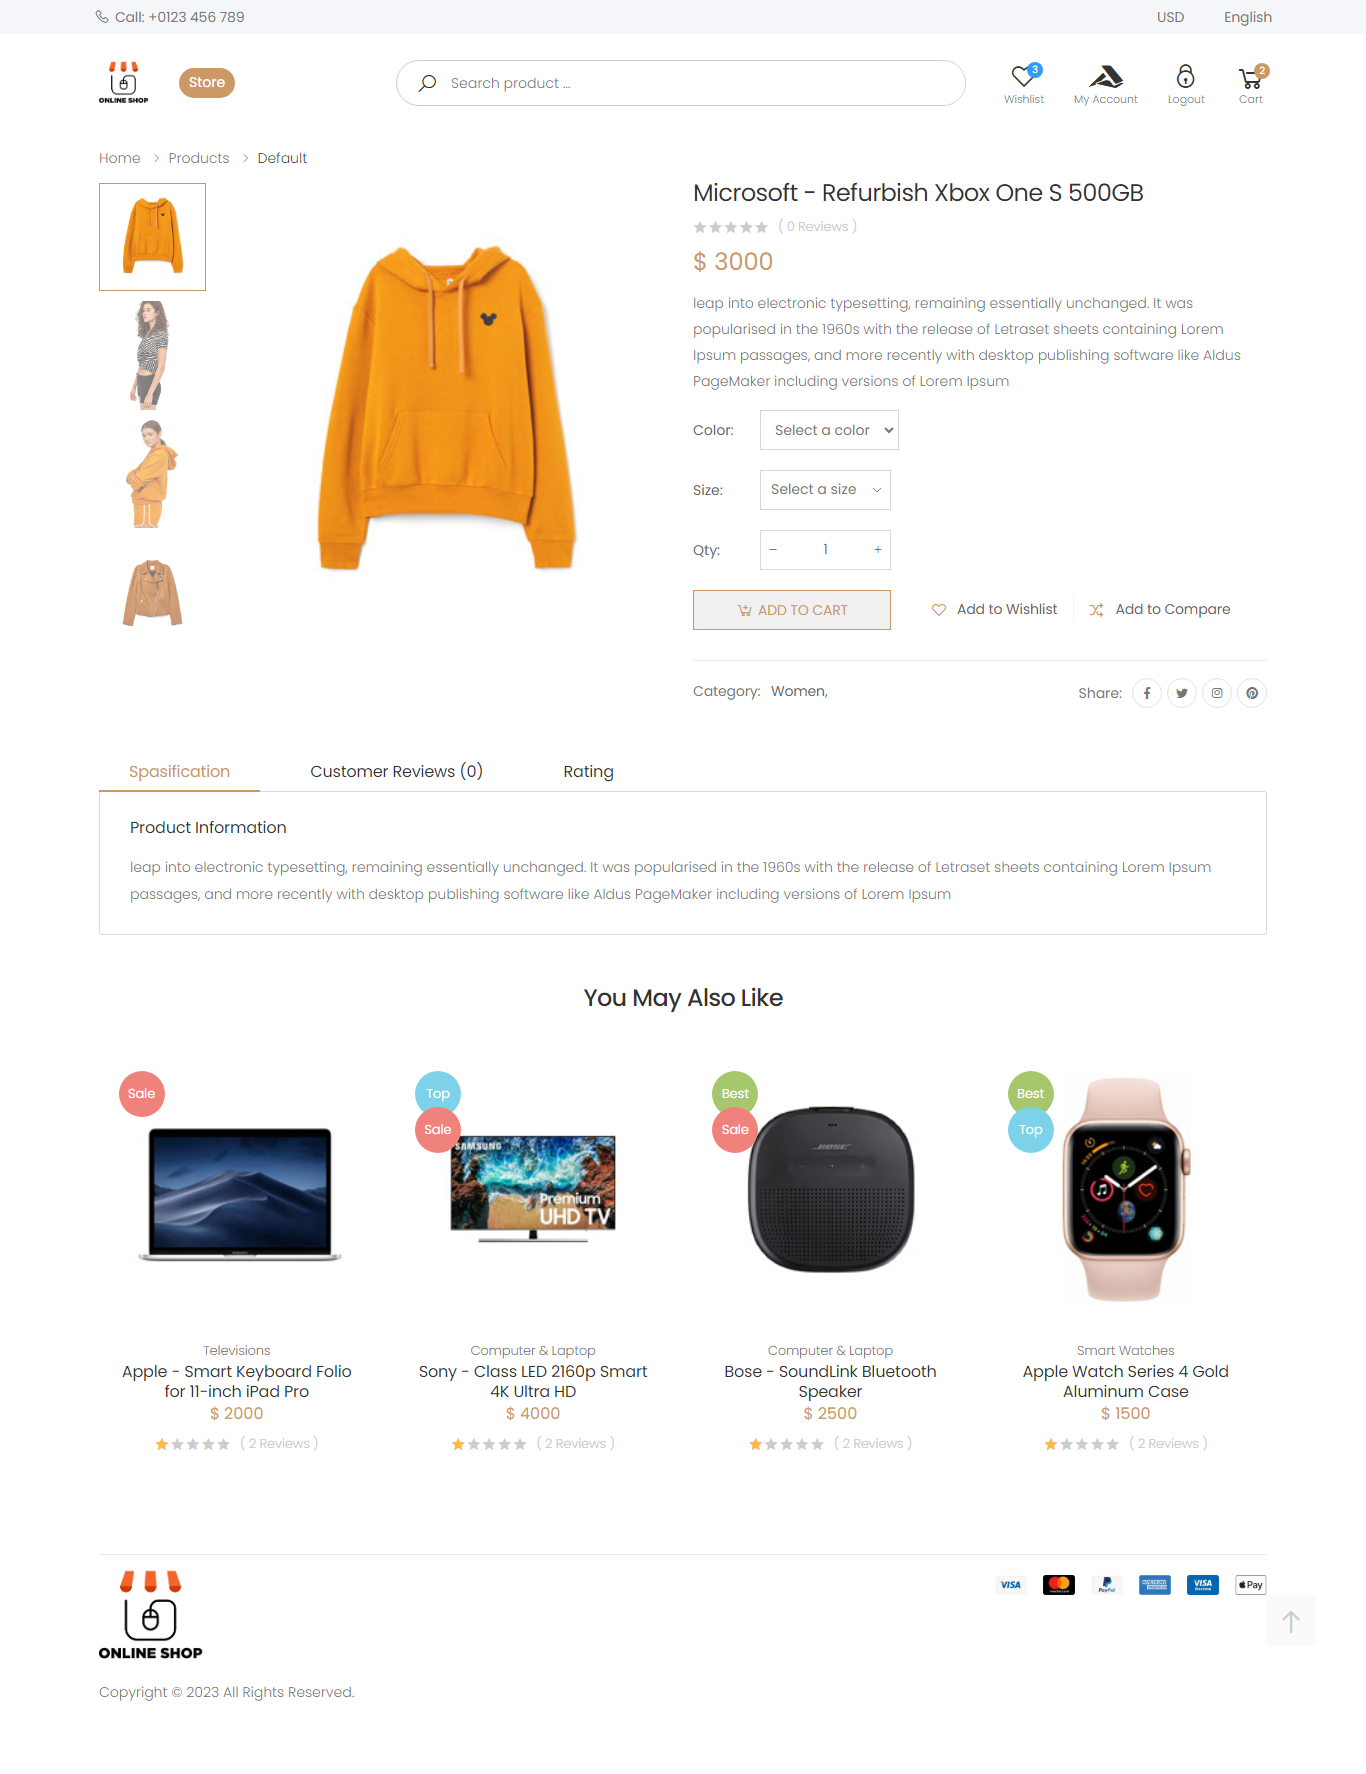 Call: +0123 456 789
USD
English
ONLINE SHOP
Store
Search product ...
3
Wishlist
My Account
Logout
2
Cart
Home
Products
Default
Microsoft - Refurbish Xbox One S 500GB
( 0 Reviews )
$ 3000
leap into electronic typesetting, remaining essentially unchanged. It was
popularised in the 1960s with the release of Letraset sheets containing Lorem
Ipsum passages, and more recently with desktop publishing software like Aldus
PageMaker including versions of Lorem Ipsum
Color:
Select a color
Size:
Select a size
Qty:
- 1 +
ADD TO CART
Add to Wishlist
Add to Compare
Category: Women,
Share:
Spasification
Customer Reviews (0)
Rating
Product Information
leap into electronic typesetting, remaining essentially unchanged. It was popularised in the 1960s with the release of Letraset sheets containing Lorem Ipsum
passages, and more recently with desktop publishing software like Aldus PageMaker including versions of Lorem Ipsum
You May Also Like
Sale
Televisions
Apple - Smart Keyboard Folio
for 11-inch iPad Pro
$ 2000
( 2 Reviews )
Top
Sale
SAMSUNG
Premium
UHD TV
Computer & Laptop
Sony - Class LED 2160p Smart
4K Ultra HD
$ 4000
( 2 Reviews )
Best
Sale
BOSE
Computer & Laptop
Bose - SoundLink Bluetooth
Speaker
$ 2500
( 2 Reviews )
Best
Top
Smart Watches
Apple Watch Series 4 Gold
Aluminum Case
$ 1500
( 2 Reviews )
ONLINE SHOP
VISA
PayPal
VISA
Pay
Copyright © 2023 All Rights Reserved.